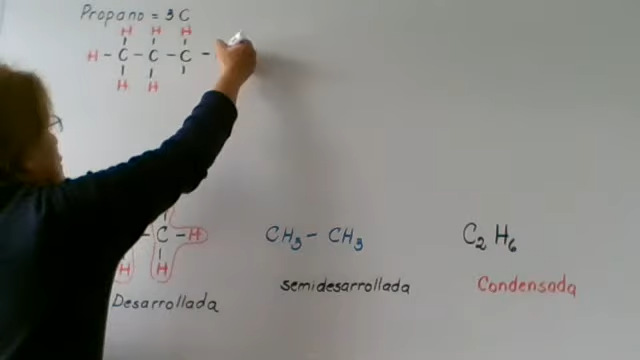 Propano = 3 C
H H H
H - C - C - C -
H H
C - H
H H
Desarrollada
CH3 - CH3
semidesarrollada
C2 H6
Condensada